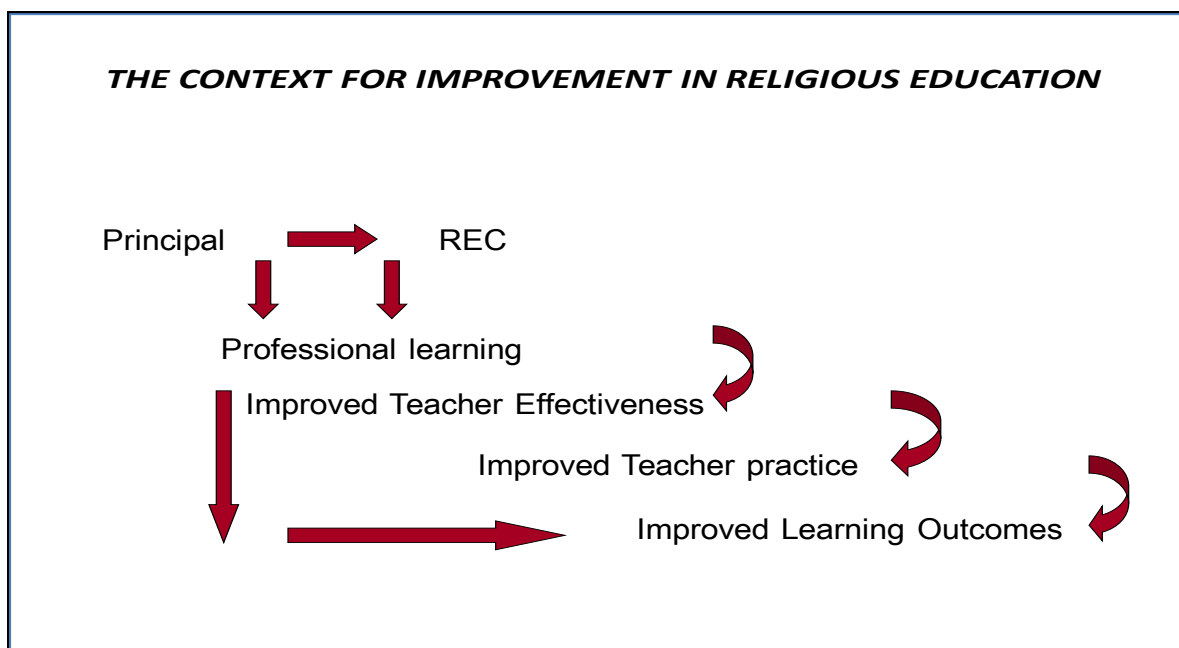 THE CONTEXT FOR IMPROVEMENT IN RELIGIOUS EDUCATION
Principal REC
Professional learning
Improved Teacher Effectiveness
Improved Teacher practice
Improved Learning Outcomes